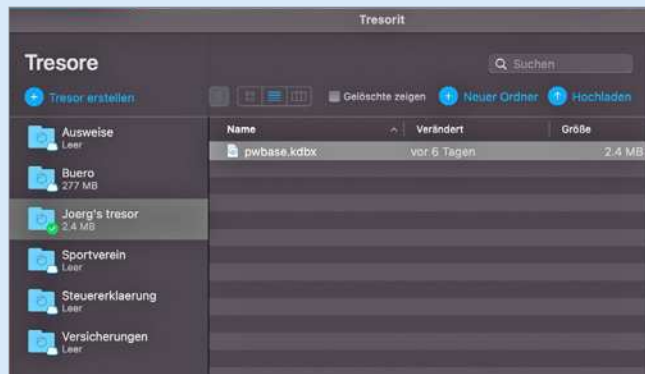 Tresorit
Tresore
Suchen
Tresor erstellen
Gelöschte zeigen
Neuer Ordner
Hochladen
Name
Verändert
Größe
Ausweise
Leer
pwbase.kdbx
vor 6 Tagen
2.4 MB
Buero
277 MB
Joerg's tresor
2.4 MB
Sportverein
Leer
Steuererklaerung
Leer
Versicherungen
Leer